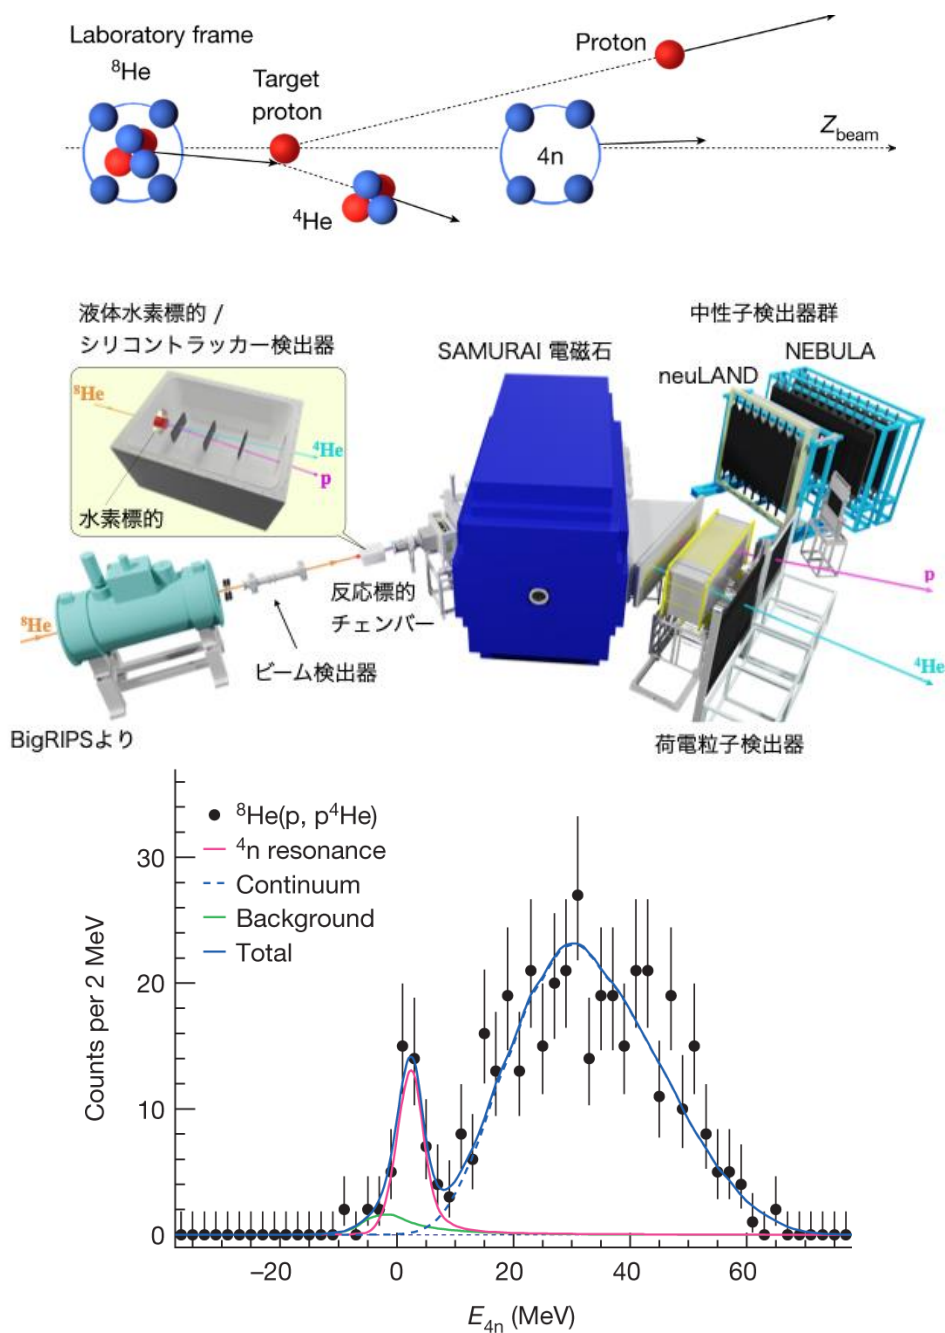 Laboratory frame
⁸He
Target
proton
Proton
Z_beam
4n
⁴He
液体水素標的 /
シリコントラッカー検出器
⁸He
⁴He
p
水素標的
SAMURAI 電磁石
中性子検出器群
NEBULA
neuLAND
反応標的
チェンバー
⁸He
ビーム検出器
BigRIPSより
p
⁴He
荷電粒子検出器
⁸He(p, p⁴He)
⁴n resonance
Continuum
Background
Total
Counts per 2 MeV
30
20
10
0
–20
0
20
40
60
E₄ₙ (MeV)